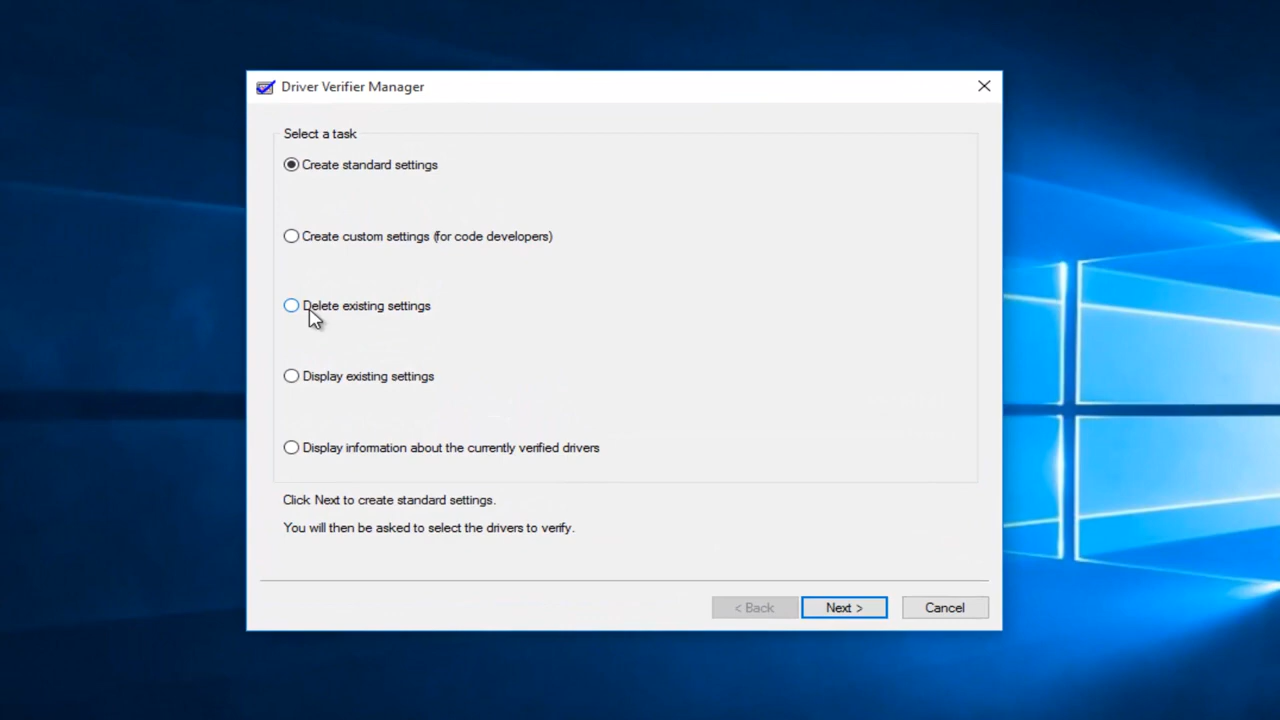 Driver Verifier Manager
Select a task
Create standard settings
Create custom settings (for code developers)
Delete existing settings
Display existing settings
Display information about the currently verified drivers
Click Next to create standard settings.
You will then be asked to select the drivers to verify.
< Back Next > Cancel